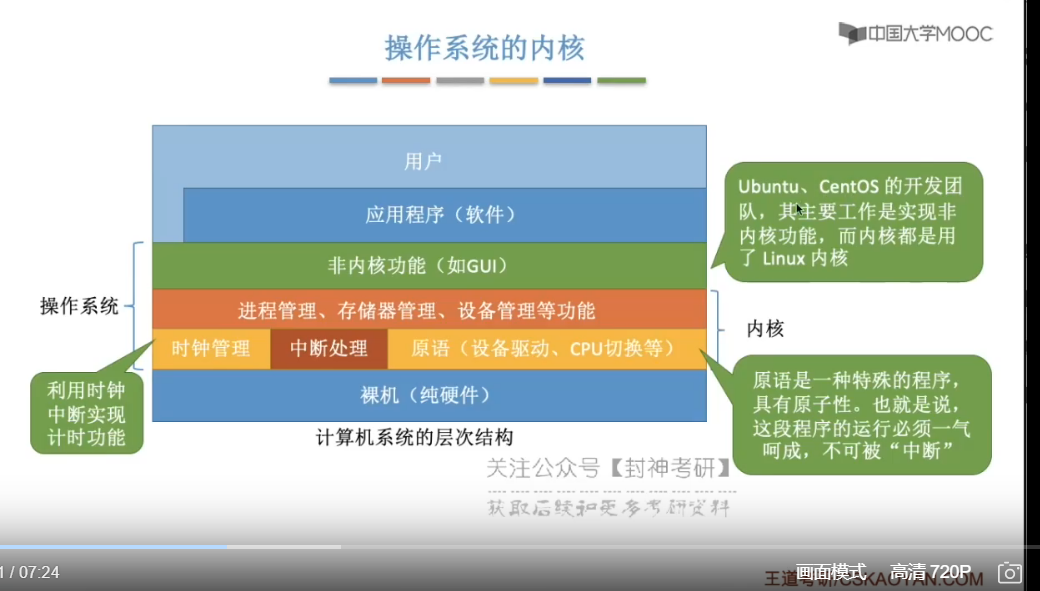 中国大学MOOC
操作系统的内核
用户
应用程序（软件）
非内核功能（如GUI）
操作系统
进程管理、存储器管理、设备管理等功能
时钟管理
中断处理
原语（设备驱动、CPU切换等）
内核
裸机（纯硬件）
计算机系统的层次结构
Ubuntu、CentOS 的开发团
队，其主要工作是实现非
内核功能，而内核都是用
了 Linux 内核
利用时钟
中断实现
计时功能
原语是一种特殊的程序，
具有原子性。也就是说，
这段程序的运行必须一气
呵成，不可被“中断”
关注公众号【封神考研】
获取后续和更多考研资料
1 / 07:24
画面模式
高清 720P
王道考研/CSKAOYAN.COM